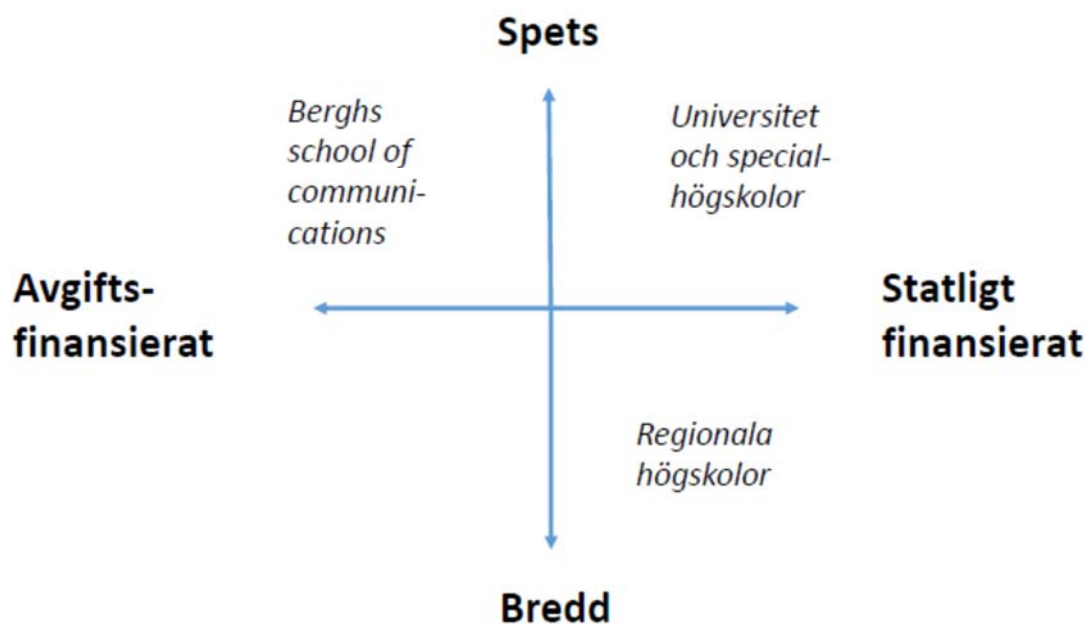 Spets
Berghs
school of
communi-
cations
Universitet
och special-
högskolor
Avgifts-
finansierat
Statligt
finansierat
Regionala
högskolor
Bredd